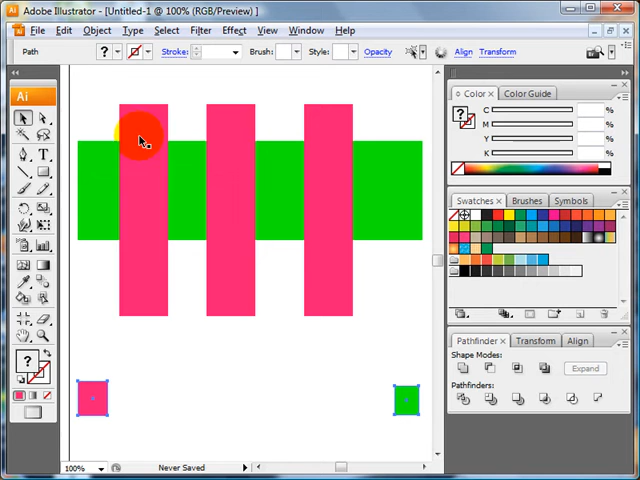 Adobe Illustrator - [Untitled-1 @ 100% (RGB/Preview) ]
File Edit Object Type Select Filter Effect View Window Help
Path ? Stroke: Brush: Style: Opacity Align Transform
Ai
Color × Color Guide
? C %
M %
Y %
K %
Swatches × Brushes Symbols
Pathfinder × Transform Align
Shape Modes:
Expand
Pathfinders:
T
?
100% Never Saved